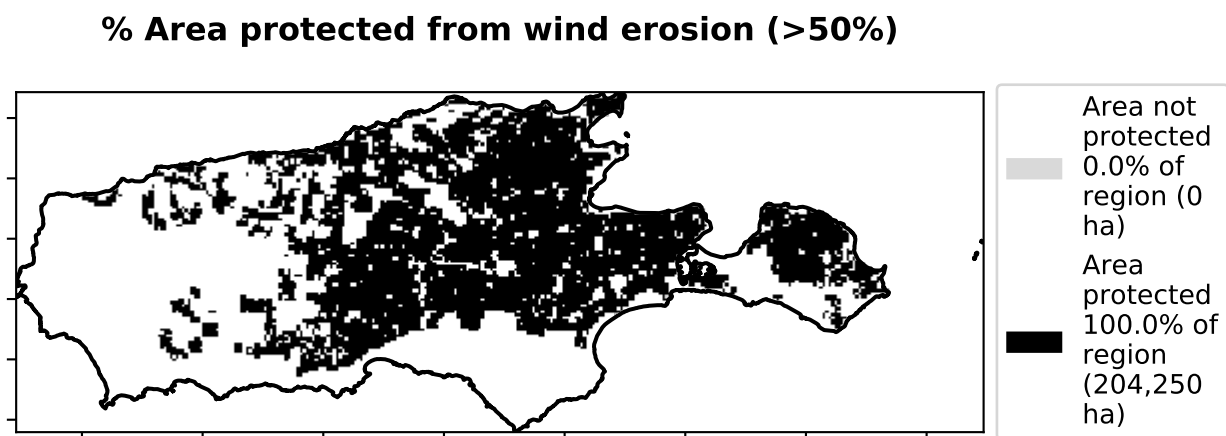 % Area protected from wind erosion (>50%)
Area not
protected
0.0% of
region (0
ha)
Area
protected
100.0% of
region
(204,250
ha)